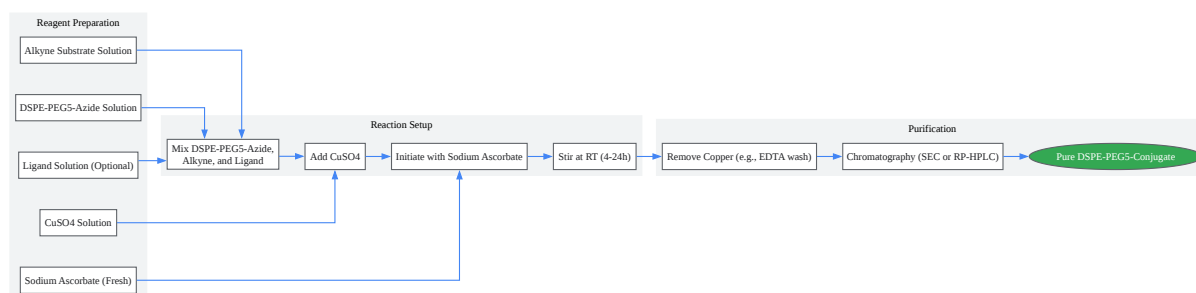 Reagent Preparation
Alkyne Substrate Solution
DSPE-PEG5-Azide Solution
Ligand Solution (Optional)
CuSO4 Solution
Sodium Ascorbate (Fresh)
Reaction Setup
Mix DSPE-PEG5-Azide,
Alkyne, and Ligand
Add CuSO4
Initiate with Sodium Ascorbate
Stir at RT (4-24h)
Purification
Remove Copper (e.g., EDTA wash)
Chromatography (SEC or RP-HPLC)
Pure DSPE-PEG5-Conjugate